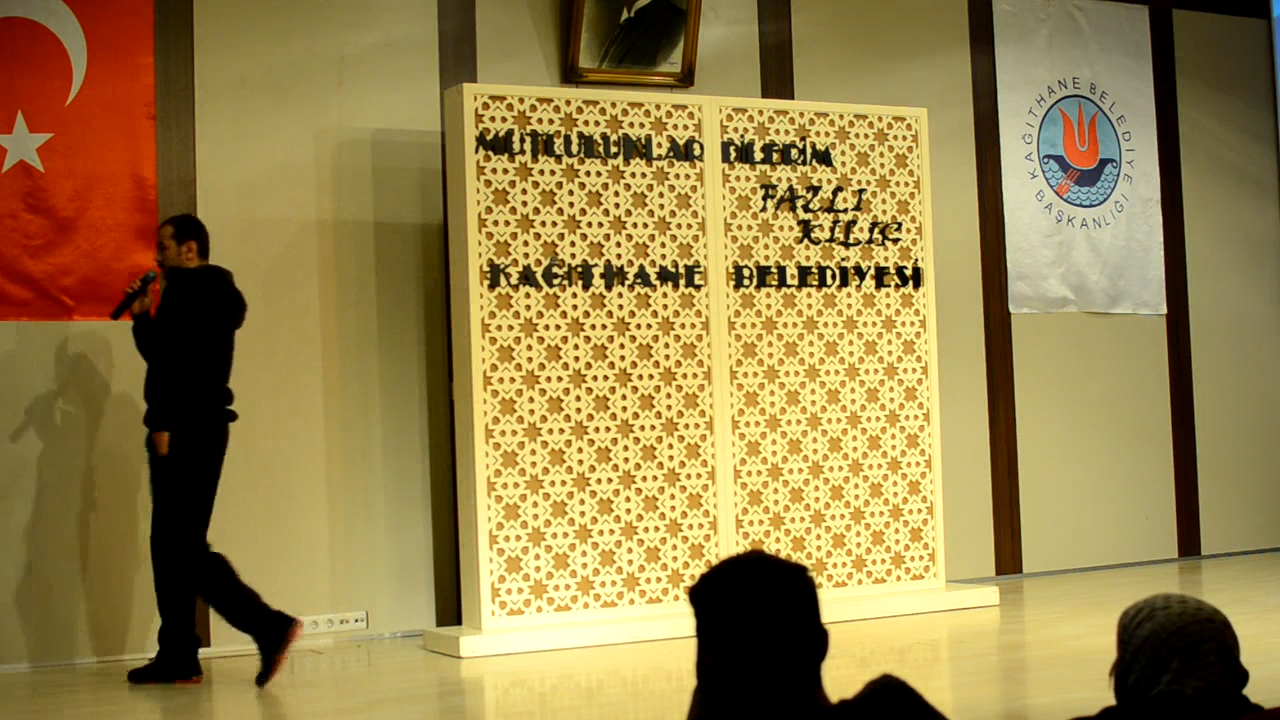 MUTLULUKLAR DİLERİM
FAZLI
KILIÇ
KAĞITHANE BELEDİYESİ
KAĞITHANE BELEDİYE
BAŞKANLIĞI